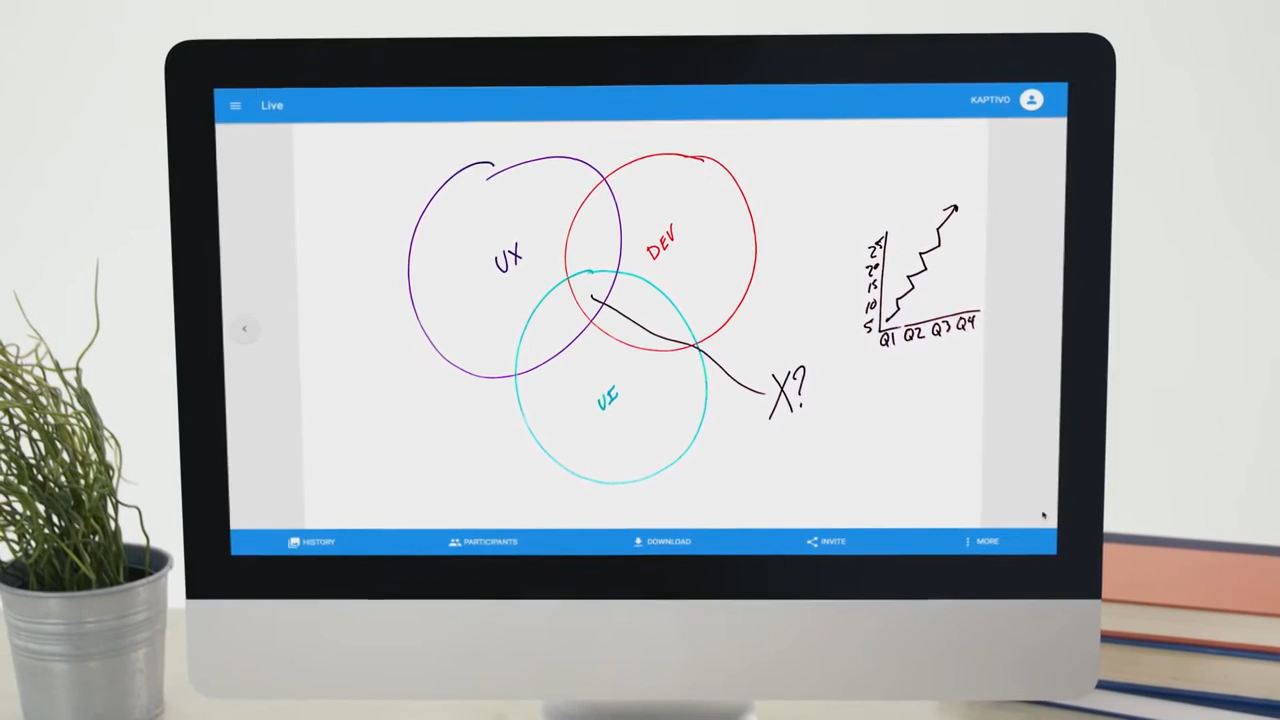 Live
KAPTIVO
UX
DEV
UI
X?
25
20
15
10
5
Q1 Q2 Q3 Q4
HISTORY
PARTICIPANTS
DOWNLOAD
INVITE
MORE